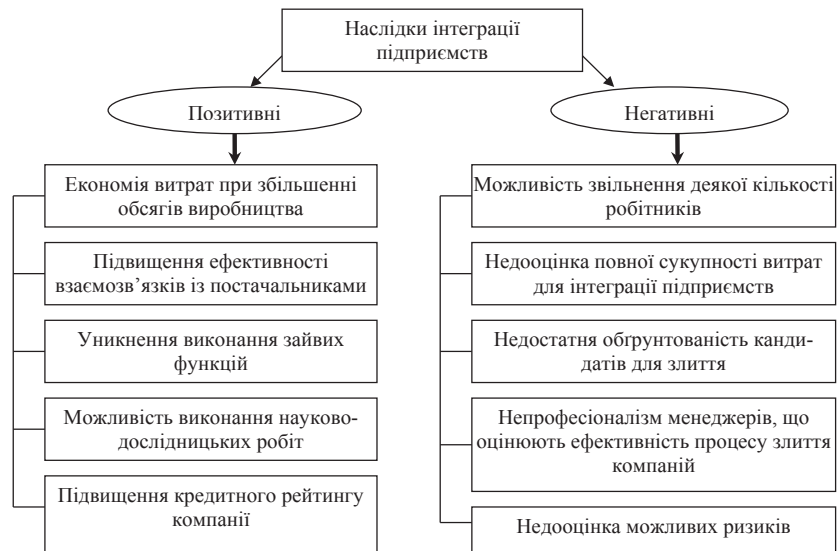 Наслідки інтеграції
підприємств
Позитивні
Негативні
Економія витрат при збільшенні
обсягів виробництва
Підвищення ефективності
взаємозв’язків із постачальниками
Уникнення виконання зайвих
функцій
Можливість виконання науково-
дослідницьких робіт
Підвищення кредитного рейтингу
компанії
Можливість звільнення деякої кількості
робітників
Недооцінка повної сукупності витрат
для інтеграції підприємств
Недостатня обґрунтованість канди-
датів для злиття
Непрофесіоналізм менеджерів, що
оцінюють ефективність процесу злиття
компаній
Недооцінка можливих ризиків